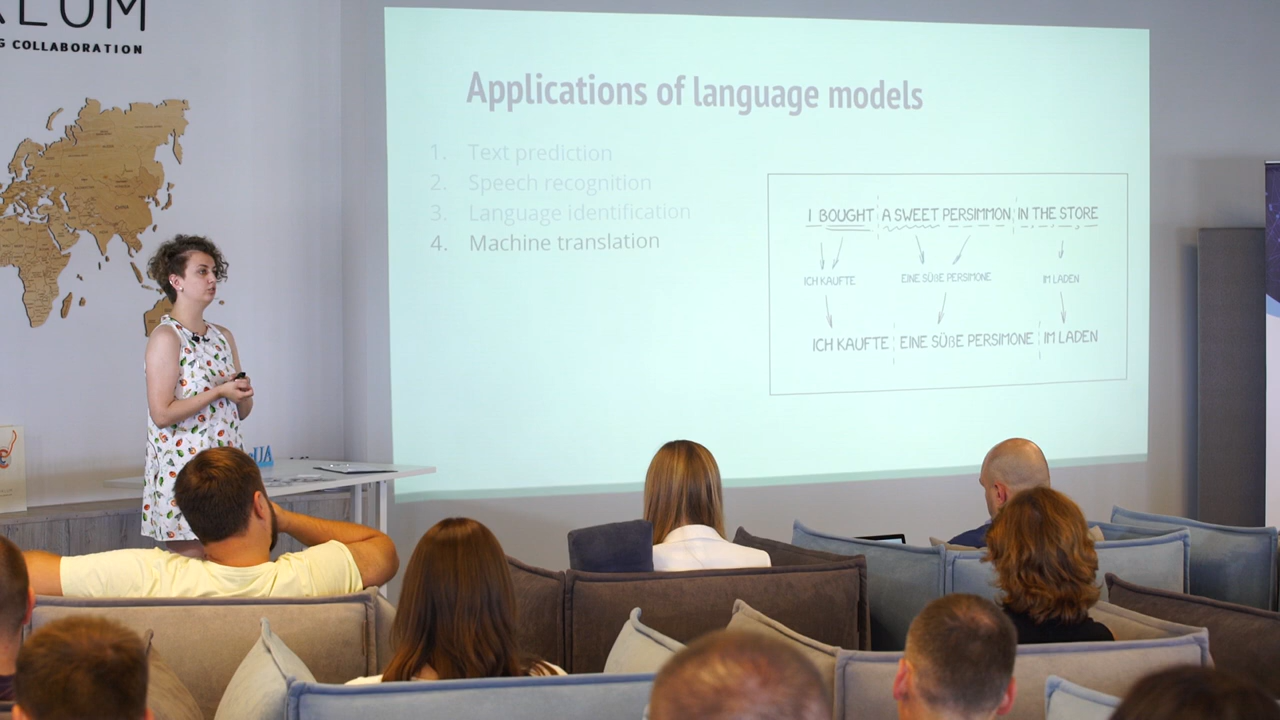 G COLLABORATION
Applications of language models
1. Text prediction
2. Speech recognition
3. Language identification
4. Machine translation
I BOUGHT A SWEET PERSIMMON IN THE STORE
ICH KAUFTE EINE SÜßE PERSIMONE IM LADEN
ICH KAUFTE EINE SÜßE PERSIMONE IM LADEN
UA